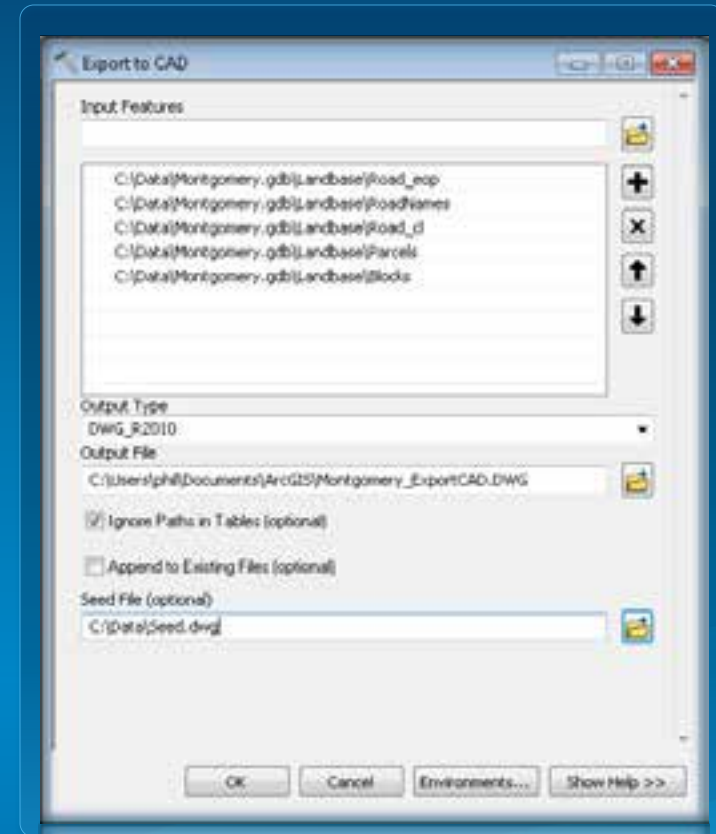 Export to CAD
Input Features
C:\Data\Montgomery.gdb\Landbase\Road_eop
C:\Data\Montgomery.gdb\Landbase\RoadNames
C:\Data\Montgomery.gdb\Landbase\Road_cl
C:\Data\Montgomery.gdb\Landbase\Parcels
C:\Data\Montgomery.gdb\Landbase\Blocks
Output Type
DWG_R2010
Output File
C:\Users\phil\Documents\ArcGIS\Montgomery_ExportCAD.DWG
Ignore Paths in Tables (optional)
Append to Existing Files (optional)
Seed File (optional)
C:\Data\Seed.dwg
OK Cancel Environments... Show Help >>